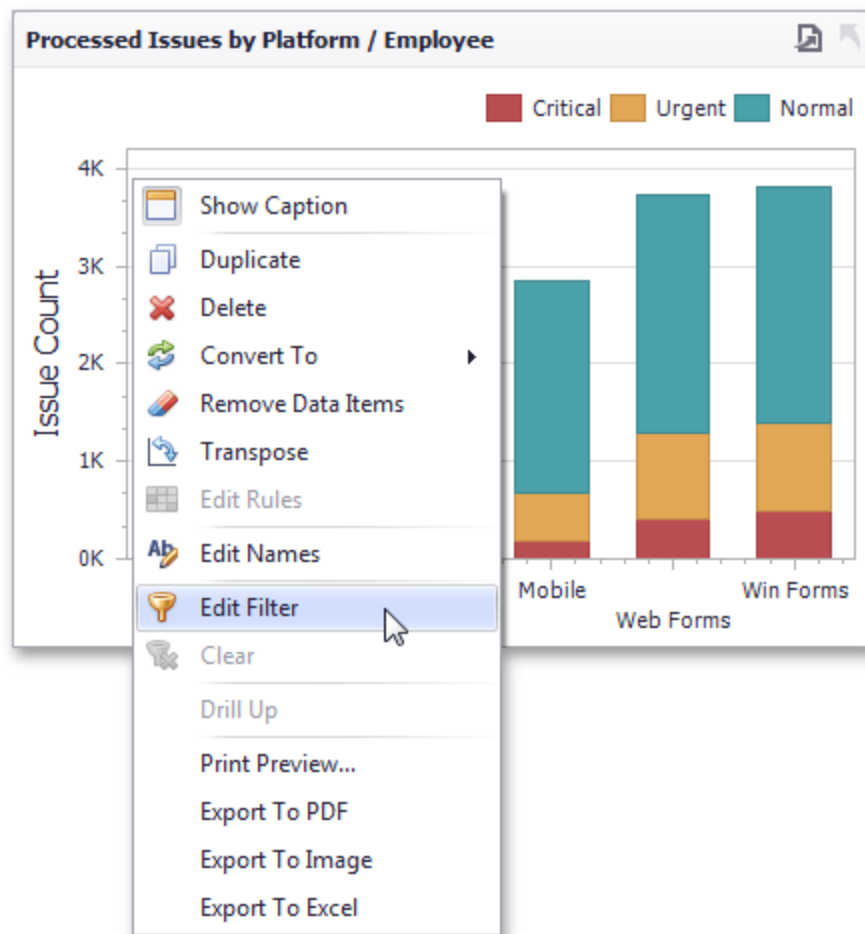 Processed Issues by Platform / Employee
Critical Urgent Normal
4K
3K
2K
1K
0K
Issue Count
Show Caption
Duplicate
Delete
Convert To
Remove Data Items
Transpose
Edit Rules
Ab
Edit Names
Edit Filter
Clear
Drill Up
Print Preview...
Export To PDF
Export To Image
Export To Excel
Mobile
Web Forms
Win Forms